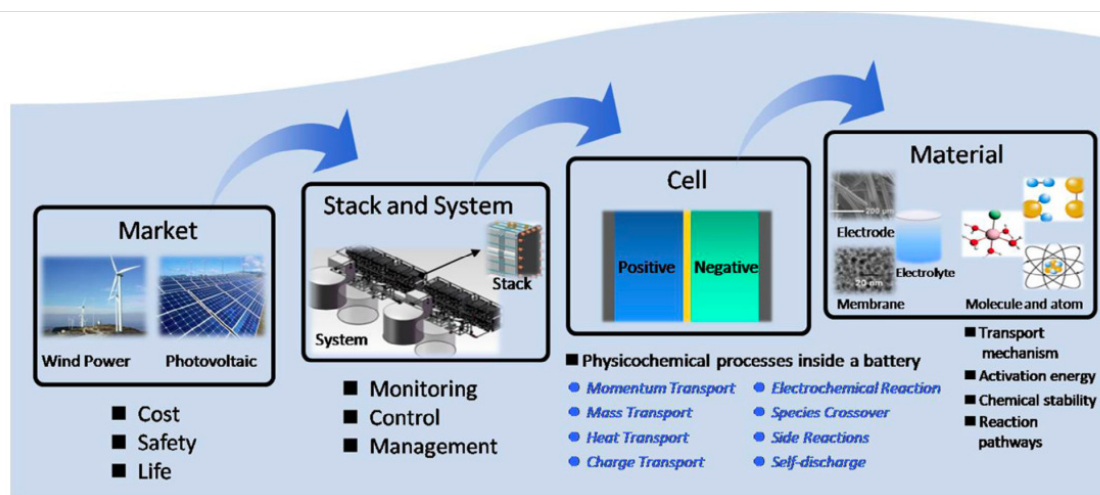 Market
Wind Power
Photovoltaic
Cost
Safety
Life
Stack and System
Stack
System
Monitoring
Control
Management
Cell
Positive
Negative
Physicochemical processes inside a battery
Momentum Transport
Mass Transport
Heat Transport
Charge Transport
Electrochemical Reaction
Species Crossover
Side Reactions
Self-discharge
Material
200 μm
Electrode
Electrolyte
20 nm
Membrane
Molecule and atom
Transport
mechanism
Activation energy
Chemical stability
Reaction
pathways